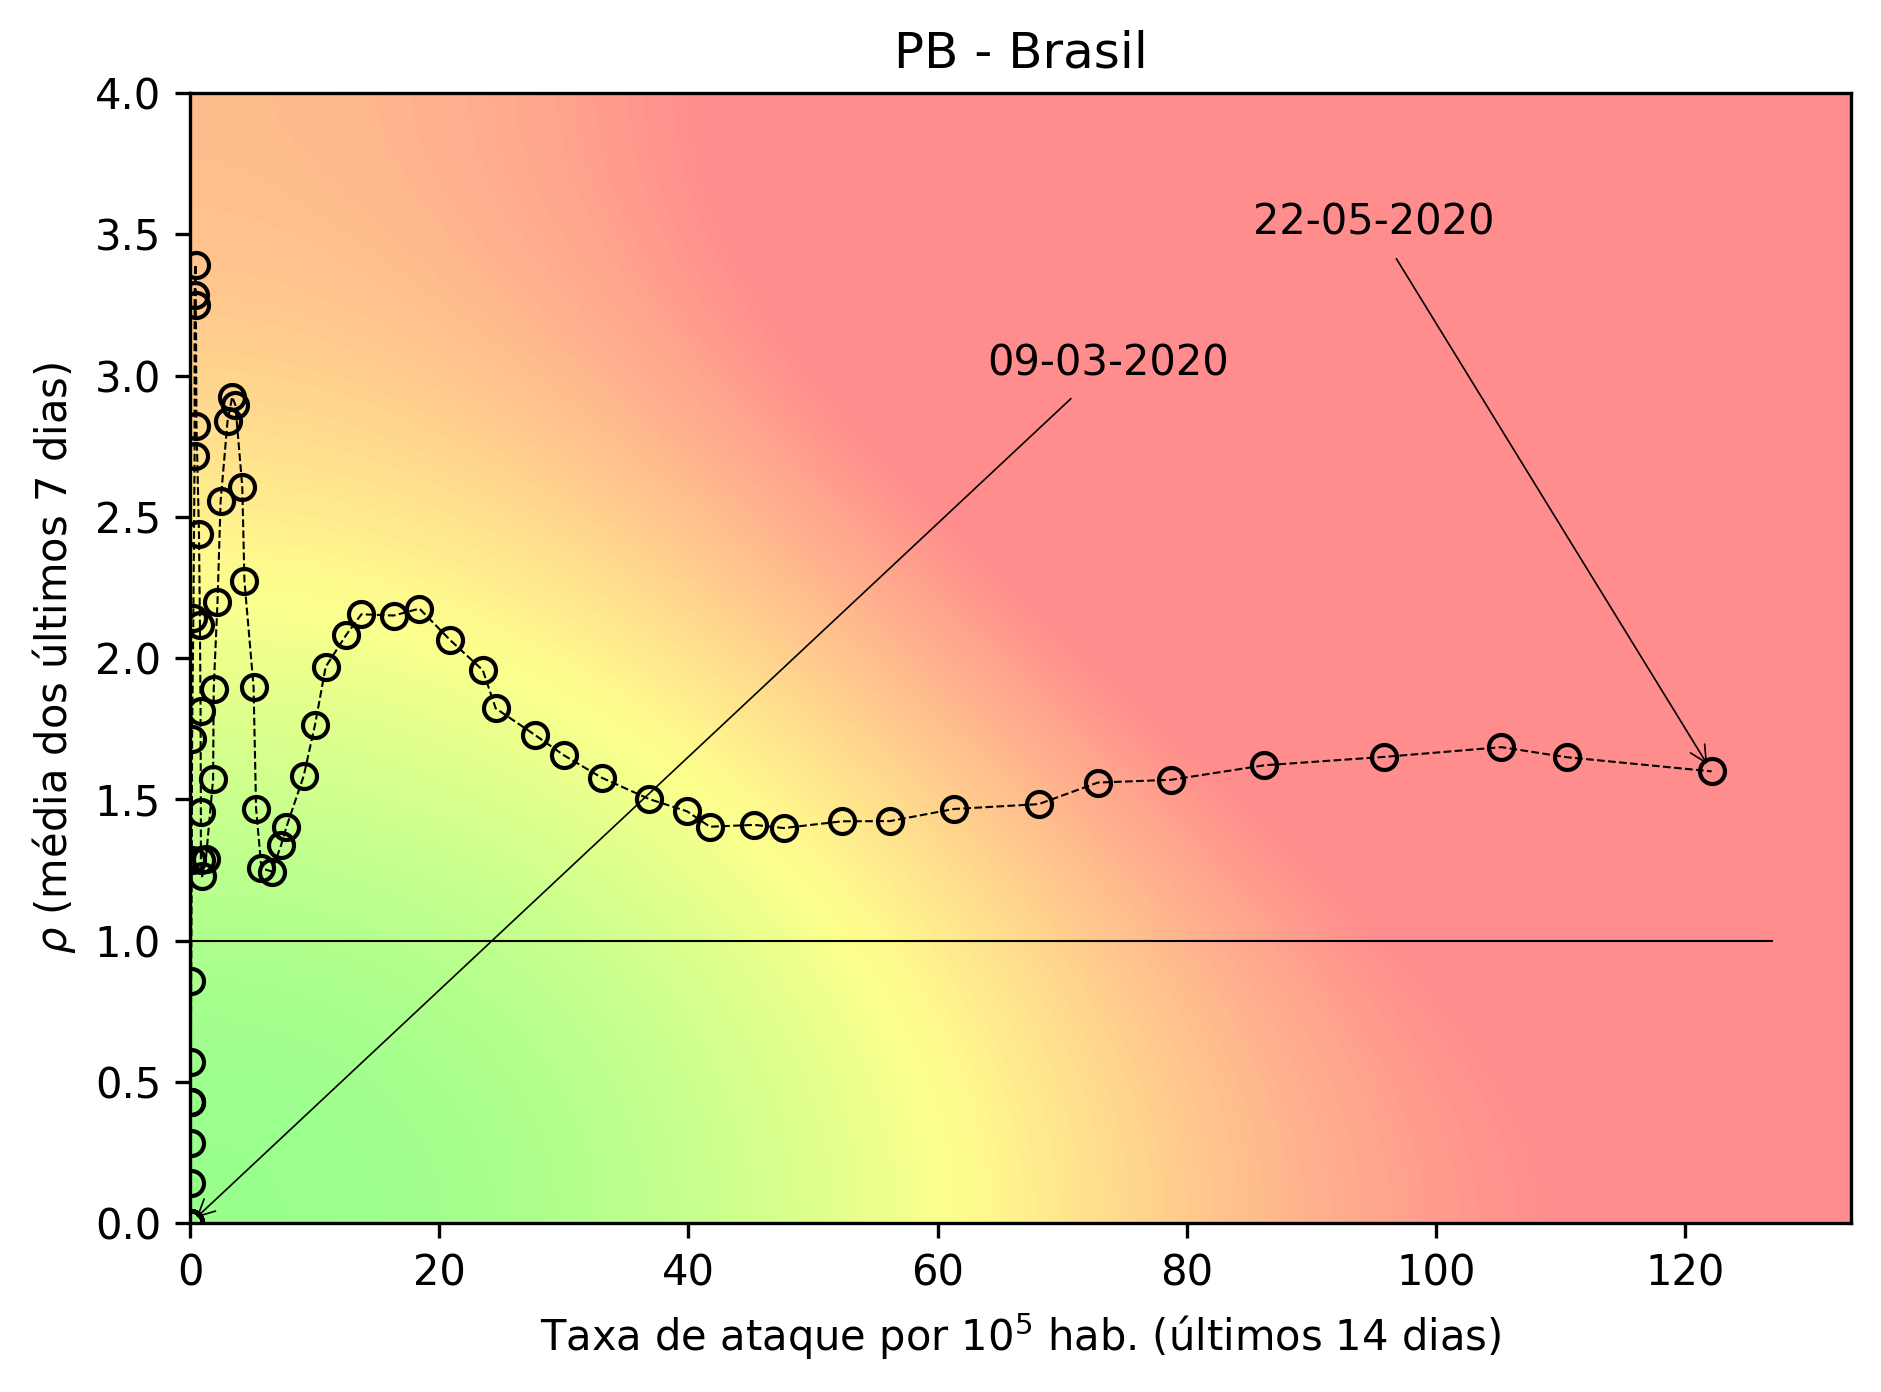 PB - Brasil
4.0
3.5
3.0
2.5
2.0
1.5
1.0
0.5
0.0
ρ (média dos últimos 7 dias)
22-05-2020
09-03-2020
0 20 40 60 80 100 120
Taxa de ataque por 10⁵ hab. (últimos 14 dias)